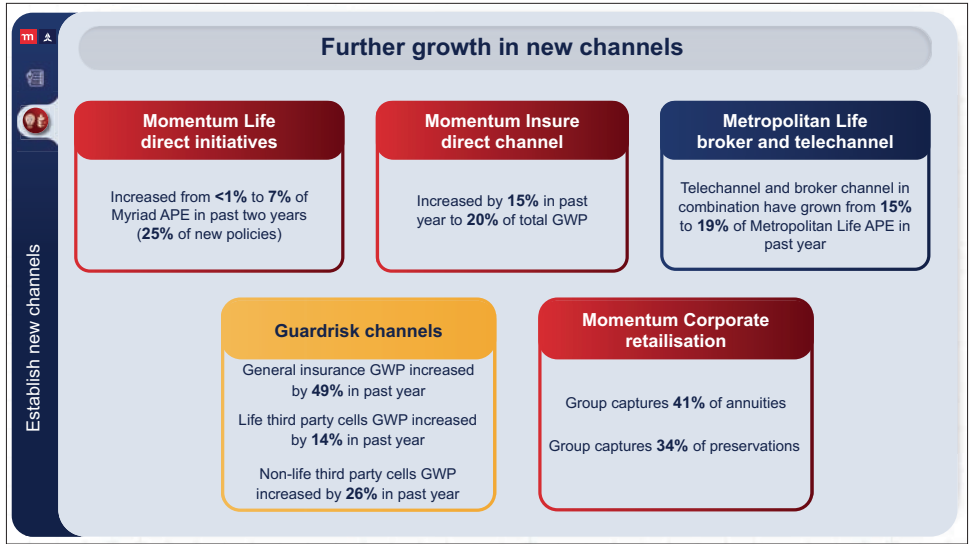 Further growth in new channels
m
Establish new channels
Momentum Life
direct initiatives
Increased from <1% to 7% of
Myriad APE in past two years
(25% of new policies)
Momentum Insure
direct channel
Increased by 15% in past
year to 20% of total GWP
Metropolitan Life
broker and telechannel
Telechannel and broker channel in
combination have grown from 15%
to 19% of Metropolitan Life APE in
past year
Guardrisk channels
General insurance GWP increased
by 49% in past year
Life third party cells GWP increased
by 14% in past year
Non-life third party cells GWP
increased by 26% in past year
Momentum Corporate
retailisation
Group captures 41% of annuities
Group captures 34% of preservations